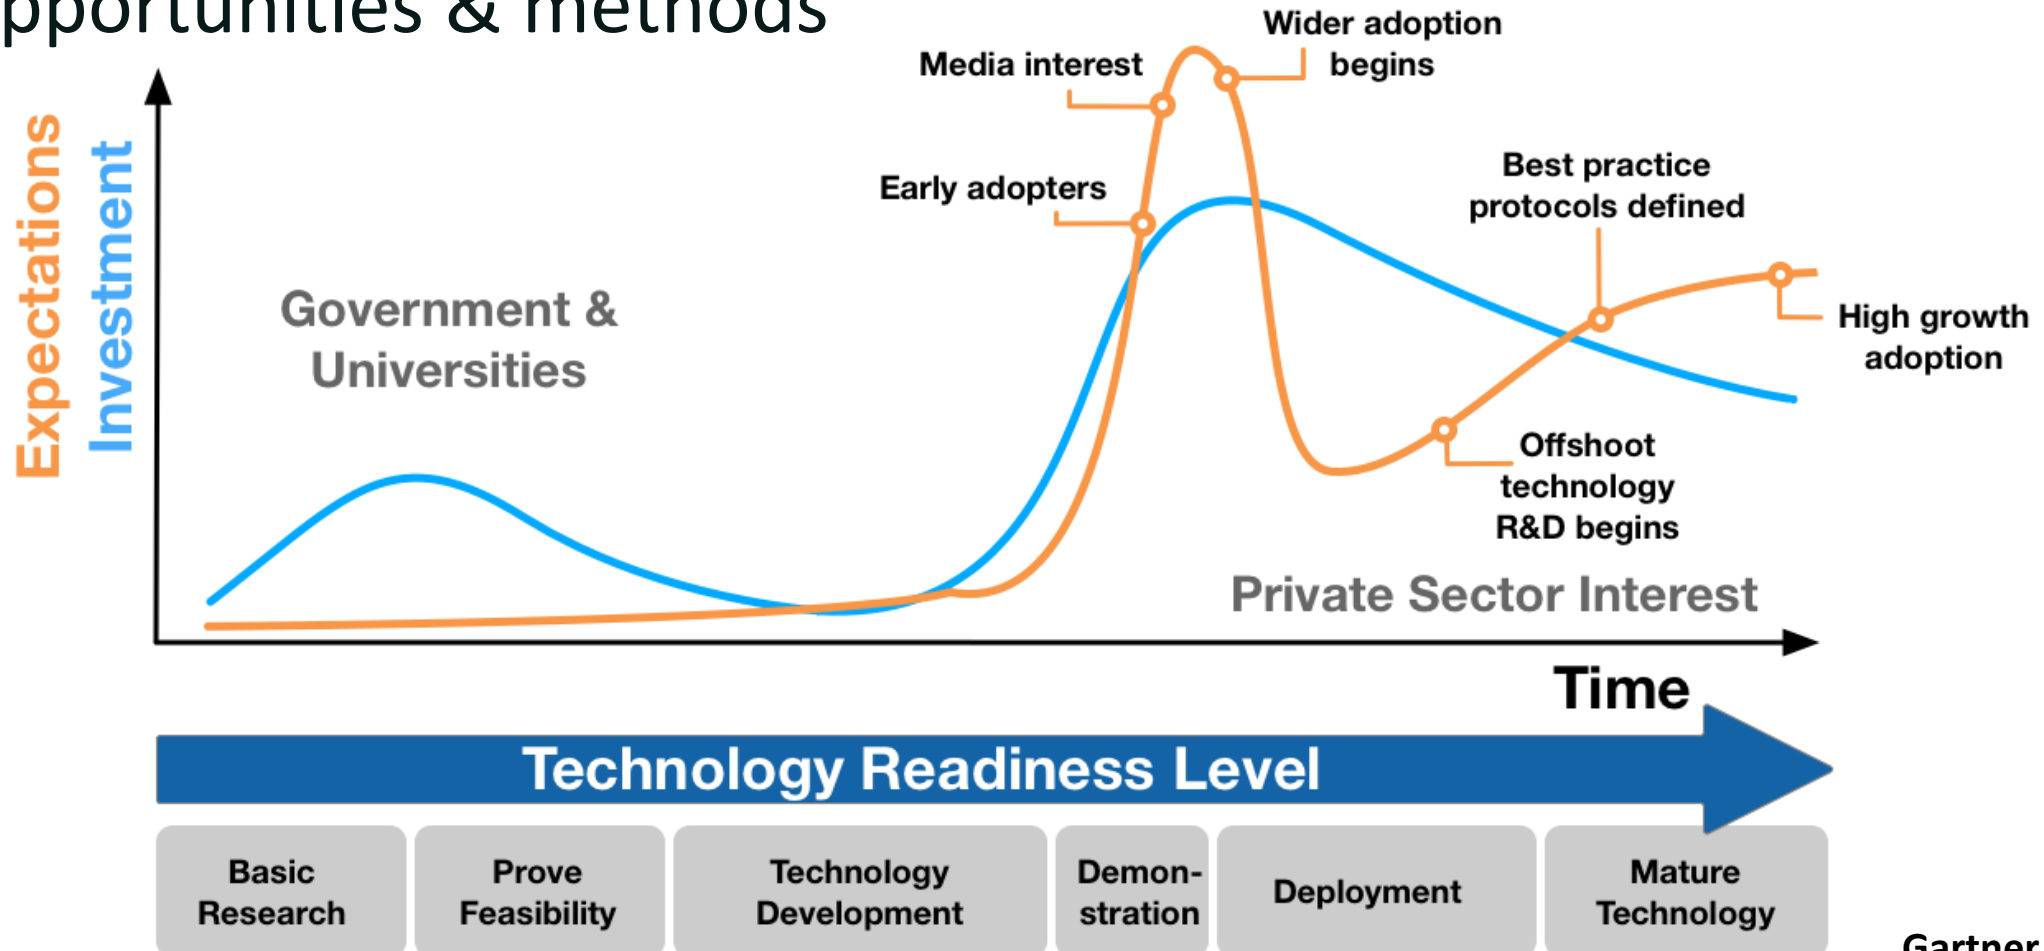 pportunities & methods
Wider adoption
begins
Media interest
Early adopters
Best practice
protocols defined
Expectations
Investment
Government &
Universities
High growth
adoption
Offshoot
technology
R&D begins
Private Sector Interest
Time
Technology Readiness Level
Basic
Research
Prove
Feasibility
Technology
Development
Demon-
stration
Deployment
Mature
Technology
Gartner